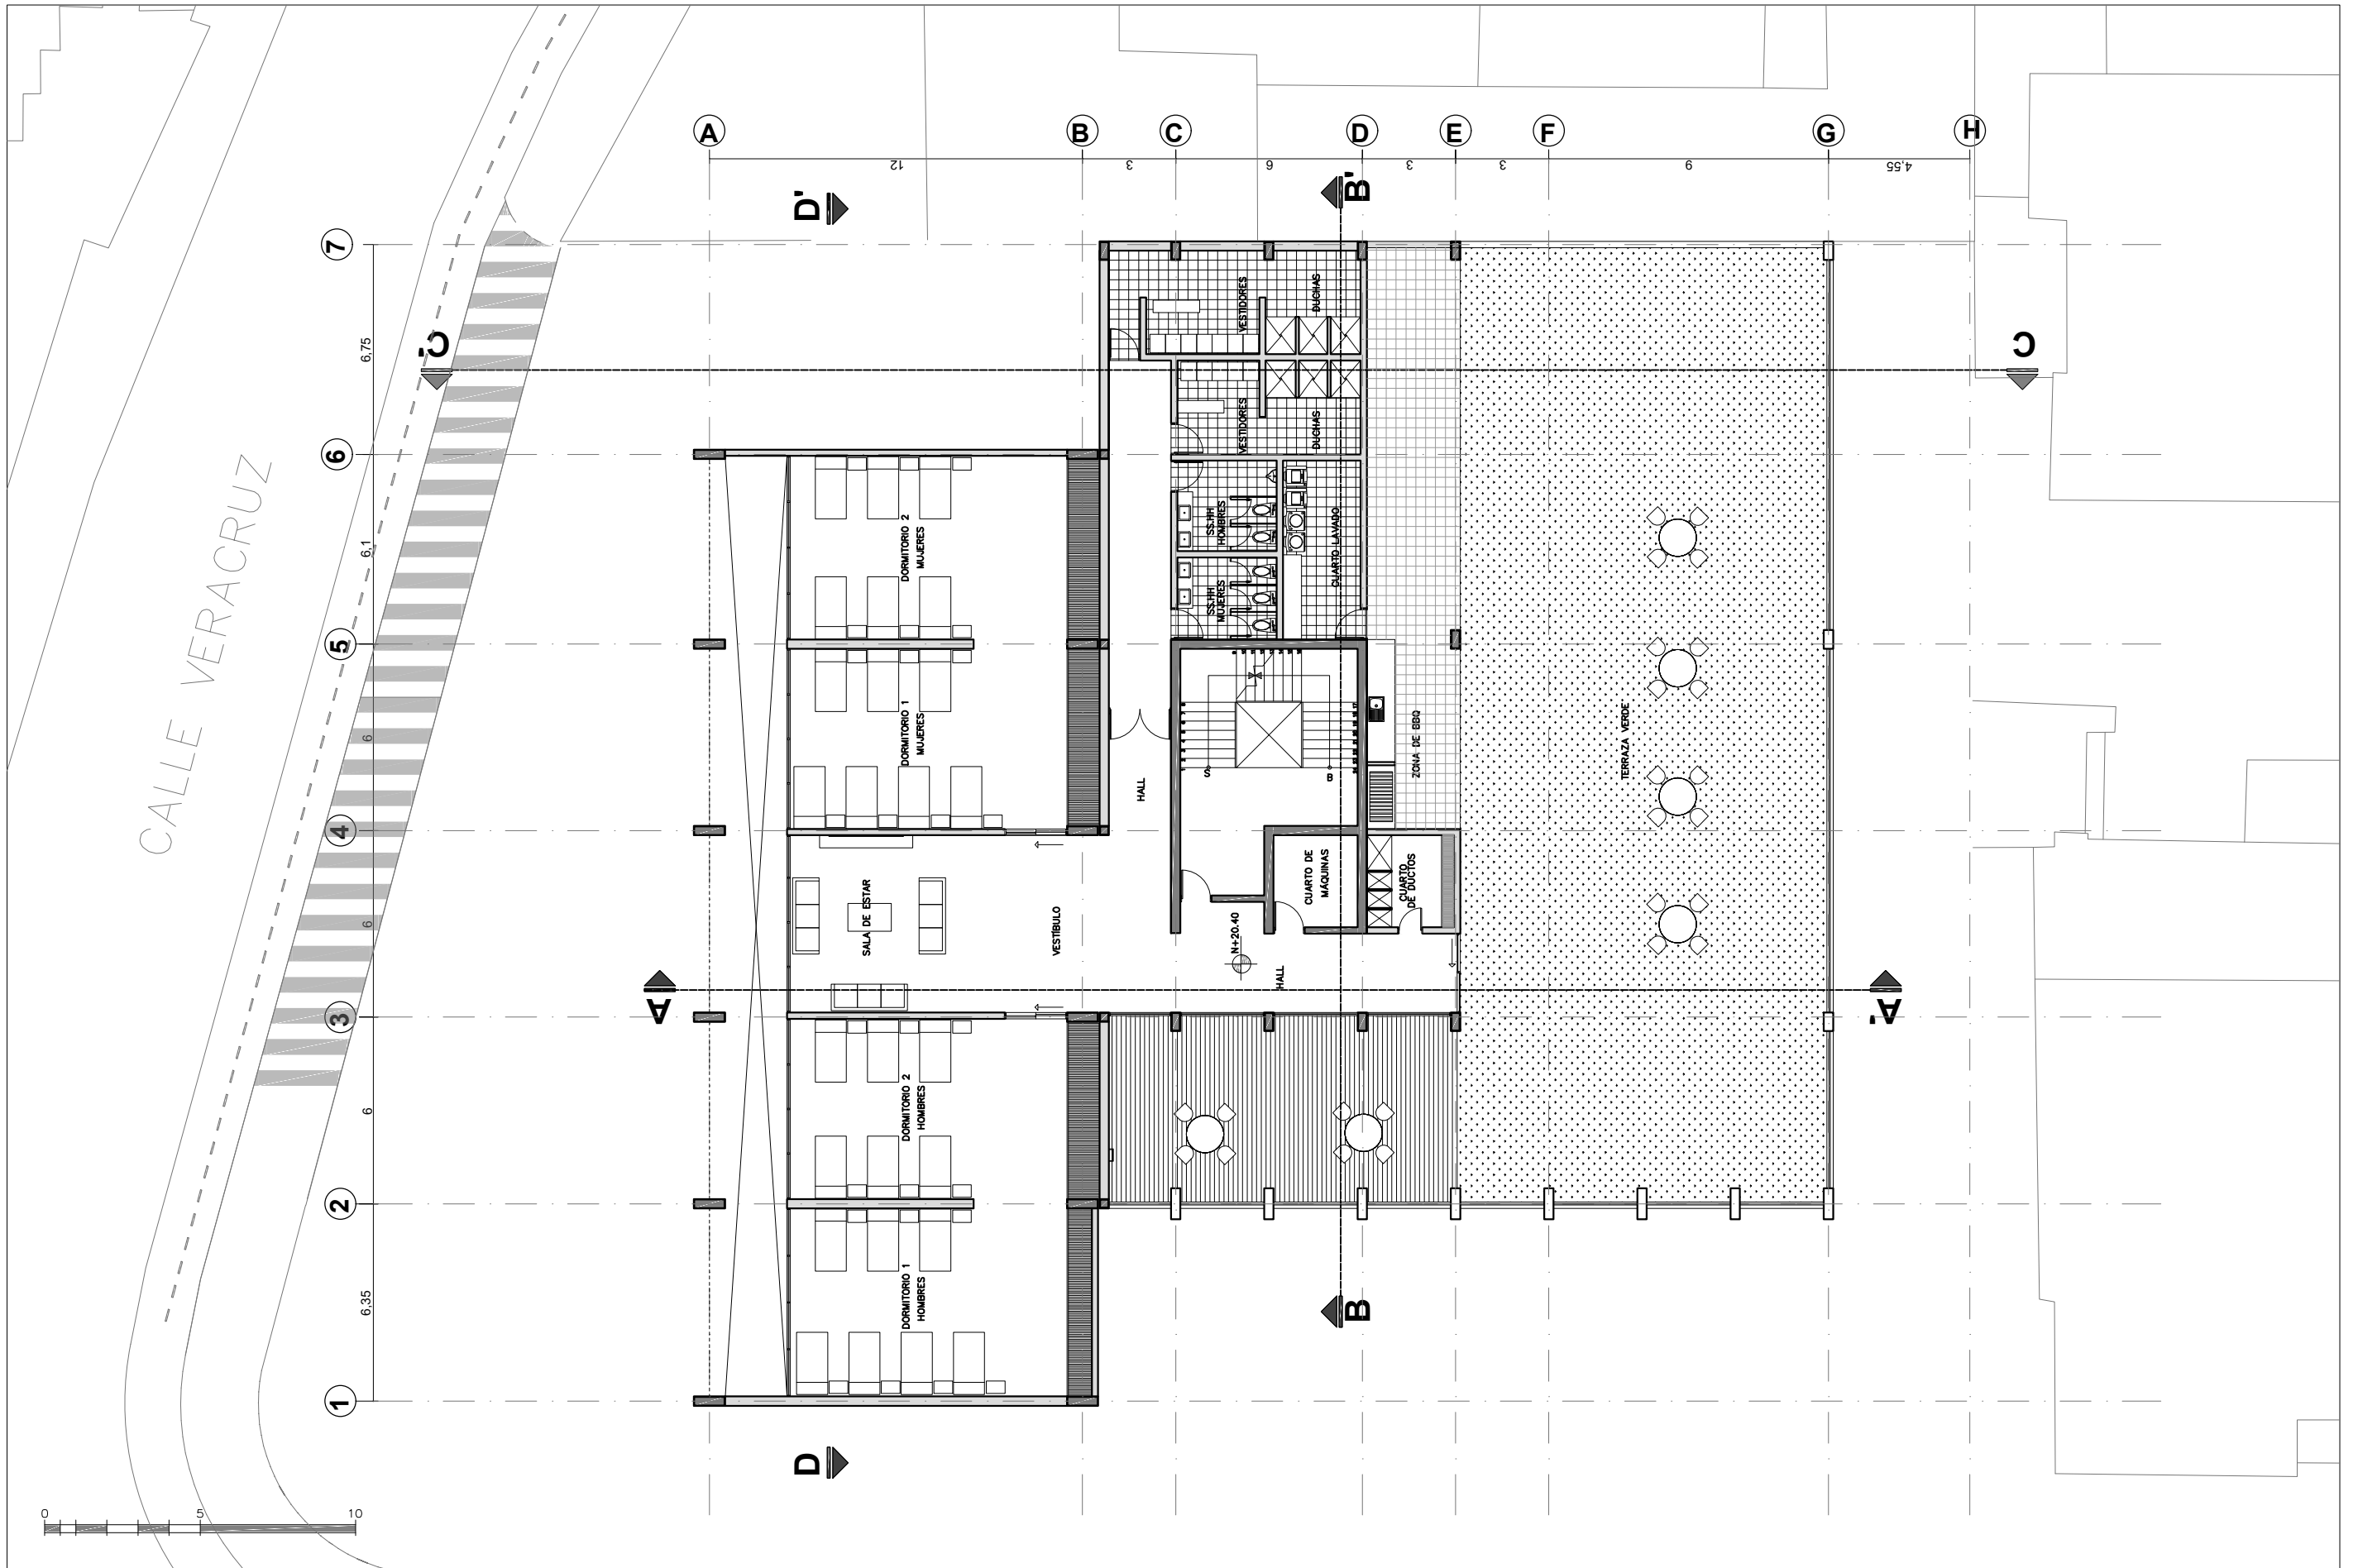 A
B
C
D
E
F
G
H
12
3
6
3
3
9
4,55
D'
B'
7
6,75
C'
C
6
6,1
5
6
4
6
3
6
2
6,35
1
CALLE VERACRUZ
VESTIDORES
DUCHAS
VESTIDORES
DUCHAS
DORMITORIO 2
MUJERES
SS.HH
HOMBRES
CUARTO LAVADO
SS.HH
MUJERES
DORMITORIO 1
MUJERES
HALL
S
B
ZONA DE BBQ
TERRAZA VERDE
SALA DE ESTAR
VESTÍBULO
CUARTO DE
MÁQUINAS
CUARTO
DE DUCTOS
N+20.40
HALL
A
A'
DORMITORIO 2
HOMBRES
DORMITORIO 1
HOMBRES
B
D
0
5
10